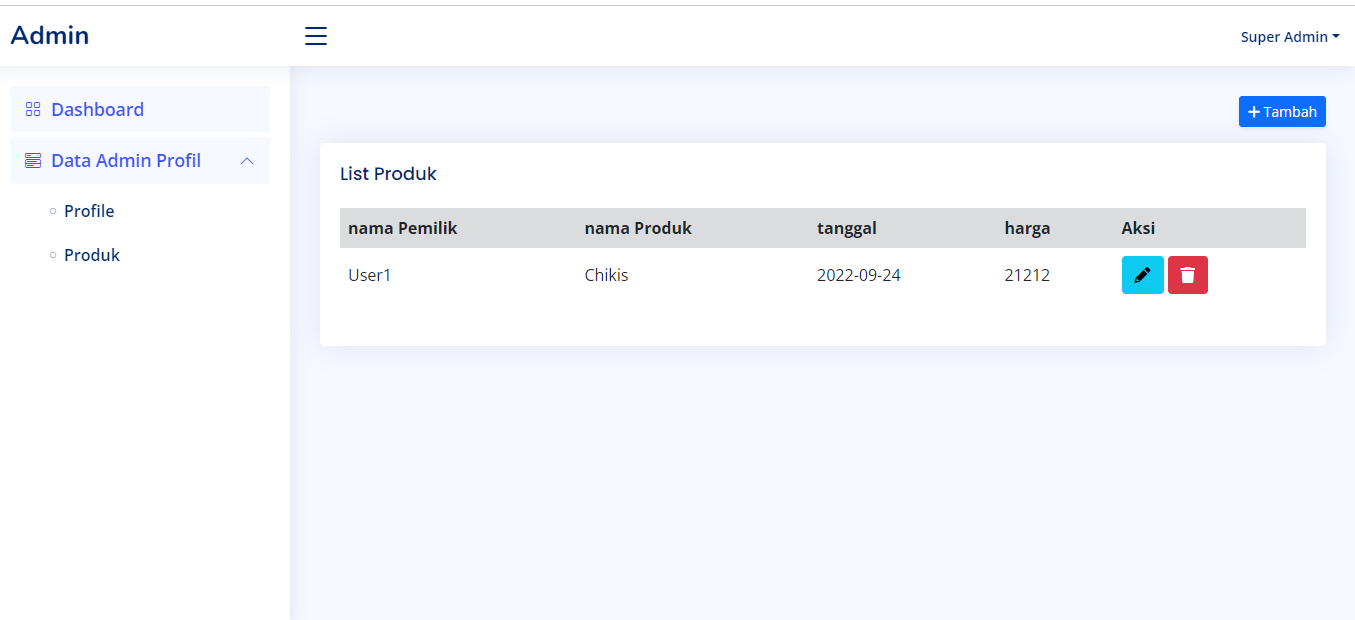 Admin
Super Admin
Dashboard
Data Admin Profil
Profile
Produk
Tambah
List Produk
nama Pemilik nama Produk tanggal harga Aksi
User1 Chikis 2022-09-24 21212